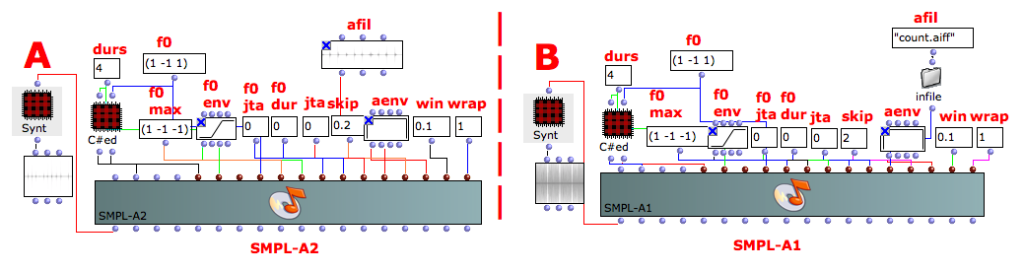 A
afil
durs
f0
4
(1 -1 1)
f0
max
f0
env
f0
jta
f0
dur
jta
skip
aenv
win
wrap
Synt
C#ed
(1 -1 -1)
0
0
0
0.2
0.1
1
SMPL-A2
SMPL-A2
B
afil
"count.aiff"
durs
f0
4
(1 -1 1)
infile
f0
max
f0
env
f0
jta
f0
dur
jta
skip
aenv
win
wrap
Synt
C#ed
(1 -1 -1)
0
0
0
2
0.1
1
SMPL-A1
SMPL-A1